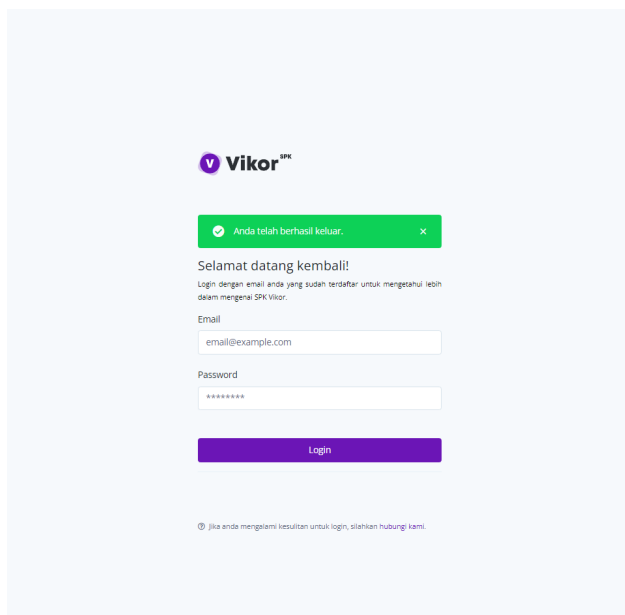 V Vikor SPK
Anda telah berhasil keluar. ×
Selamat datang kembali!
Login dengan email anda yang sudah terdaftar untuk mengetahui lebih
dalam mengenai SPK Vikor.
Email
email@example.com
Password
********
Login
? Jika anda mengalami kesulitan untuk login, silahkan hubungi kami.